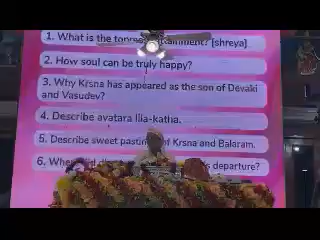 1. What is the topmost attainment? [shreya]
2. How soul can be truly happy?
3. Why Krsna has appeared as the son of Devaki
and Vasudev?
4. Describe avatara lila-katha.
5. Describe sweet pastimes of Krsna and Balaram.
6. departure?